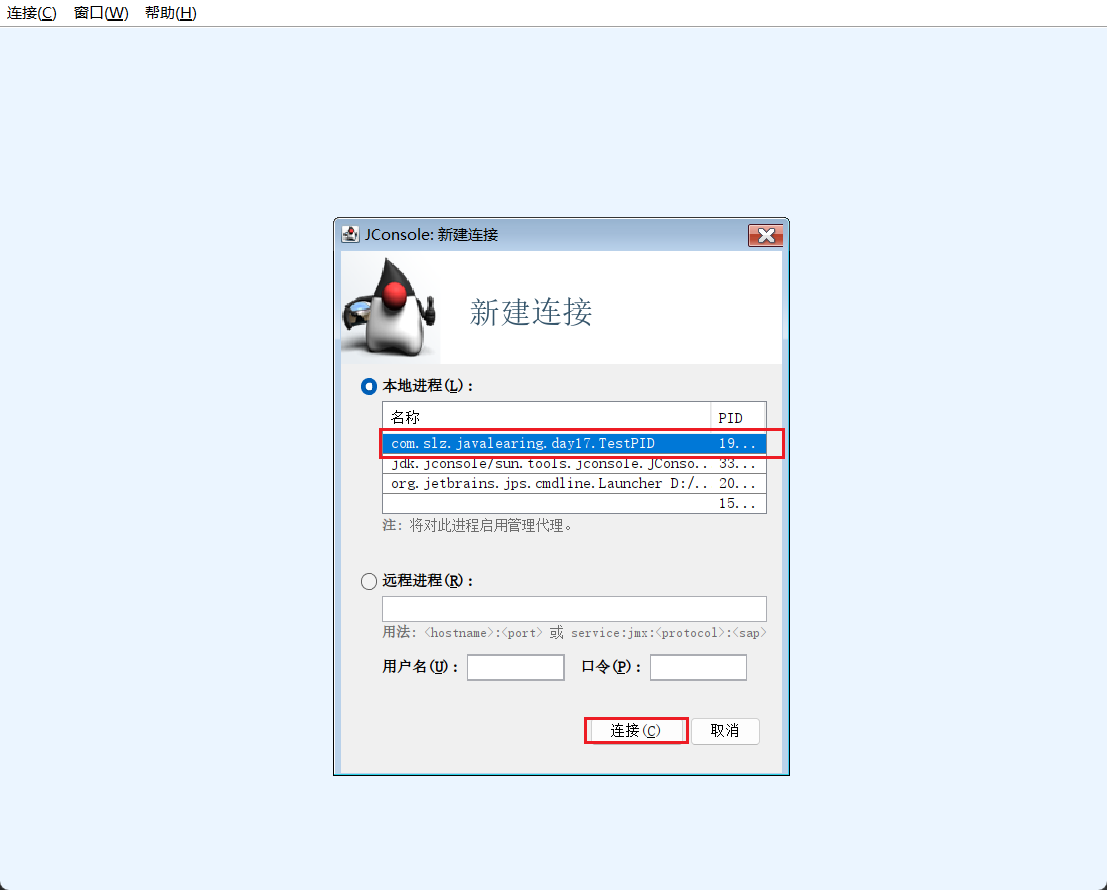 连接(C) 窗口(W) 帮助(H)
JConsole: 新建连接
新建连接
本地进程(L):
名称 PID
com.slz.javalearing.day17.TestPID 19...
jdk.jconsole/sun.tools.jconsole.JConso.. 33...
org.jetbrains.jps.cmdline.Launcher D:/.. 20...
15...
注: 将对此进程启用管理代理。
远程进程(R):
用法: <hostname>:<port> 或 service:jmx:<protocol>:<sap>
用户名(U): 口令(P):
连接(C) 取消